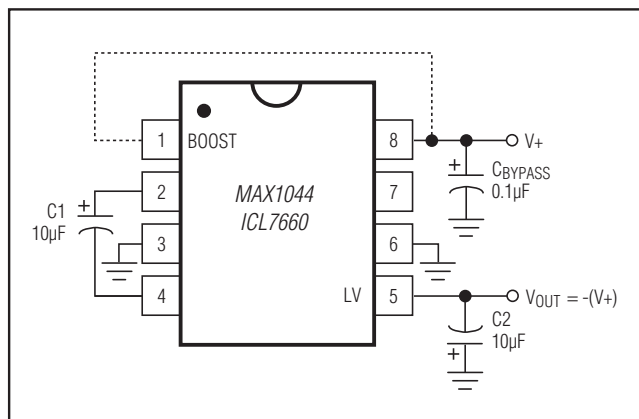 1 BOOST 8 V+
+ CBYPASS
0.1µF
2 MAX1044 7
C1 + ICL7660
10µF
3 6
4 LV 5 VOUT = -(V+)
C2
10µF
+